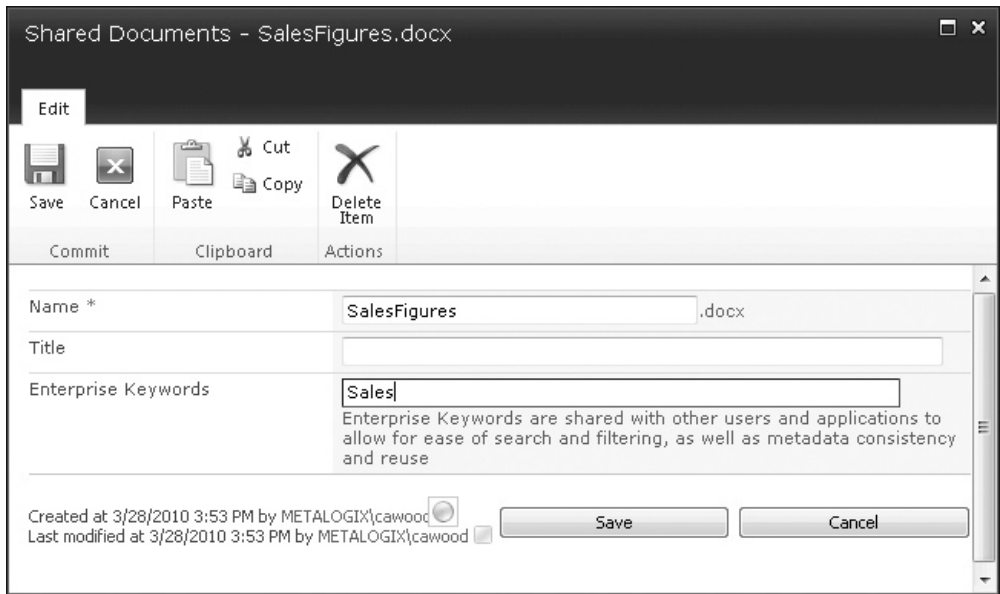 Shared Documents - SalesFigures.docx
Edit
Save
Cancel
Paste
Cut
Copy
Delete
Item
Commit
Clipboard
Actions
Name *
SalesFigures
.docx
Title
Enterprise Keywords
Sales
Enterprise Keywords are shared with other users and applications to
allow for ease of search and filtering, as well as metadata consistency
and reuse
Created at 3/28/2010 3:53 PM by METALOGIX\cawood
Last modified at 3/28/2010 3:53 PM by METALOGIX\cawood
Save
Cancel